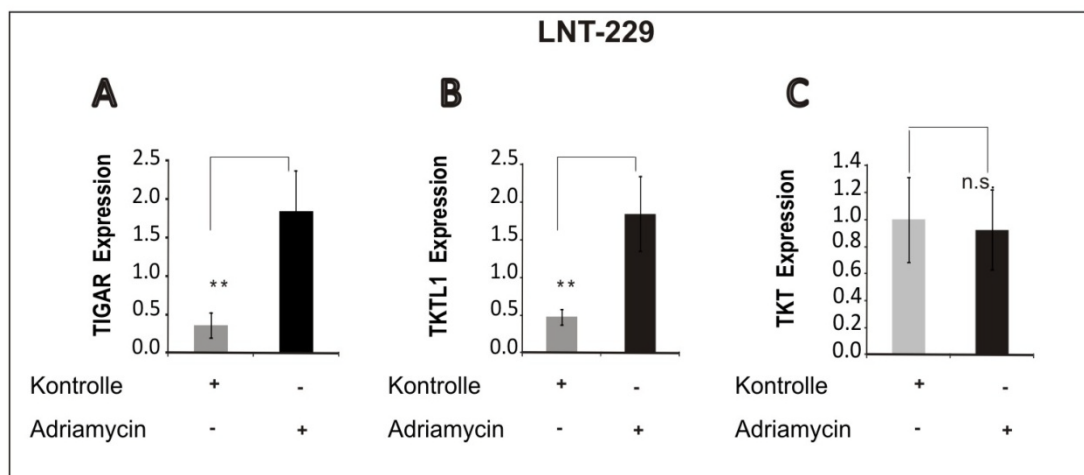 LNT-229
A
TIGAR Expression
2.5
2.0
1.5
1.0
0.5
0.0
**
Kontrolle + -
Adriamycin - +
B
TKTL1 Expression
2.5
2.0
1.5
1.0
0.5
0.0
**
Kontrolle + -
Adriamycin - +
C
TKT Expression
1.4
1.2
1.0
0.8
0.6
0.4
0.2
0.0
n.s.
Kontrolle + -
Adriamycin - +